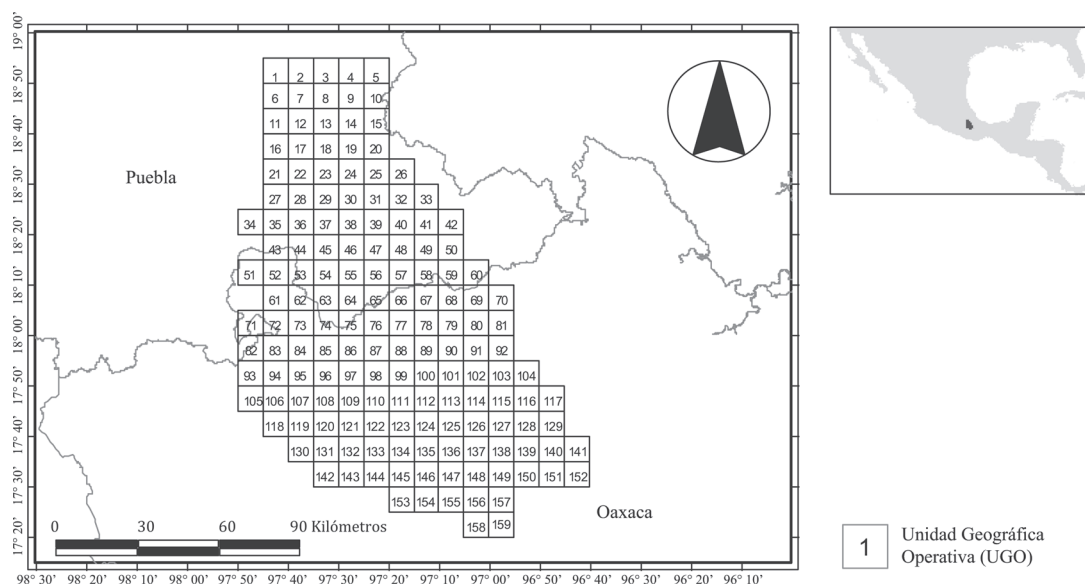 19° 00'
18° 50'
18° 40'
18° 30'
18° 20'
18° 10'
18° 00'
17° 50'
17° 40'
17° 30'
17° 20'
1 2 3 4 5
6 7 8 9 10
11 12 13 14 15
16 17 18 19 20
Puebla
21 22 23 24 25 26
27 28 29 30 31 32 33
34 35 36 37 38 39 40 41 42
43 44 45 46 47 48 49 50
51 52 53 54 55 56 57 58 59 60
61 62 63 64 65 66 67 68 69 70
71 72 73 74 75 76 77 78 79 80 81
82 83 84 85 86 87 88 89 90 91 92
93 94 95 96 97 98 99 100 101 102 103 104
105 106 107 108 109 110 111 112 113 114 115 116 117
118 119 120 121 122 123 124 125 126 127 128 129
130 131 132 133 134 135 136 137 138 139 140 141
142 143 144 145 146 147 148 149 150 151 152
153 154 155 156 157
158 159
Oaxaca
0 30 60 90 Kilómetros
98° 30' 98° 20' 98° 10' 98° 00' 97° 50' 97° 40' 97° 30' 97° 20' 97° 10' 97° 00' 96° 50' 96° 40' 96° 30' 96° 20' 96° 10'
1
Unidad Geográfica
Operativa (UGO)